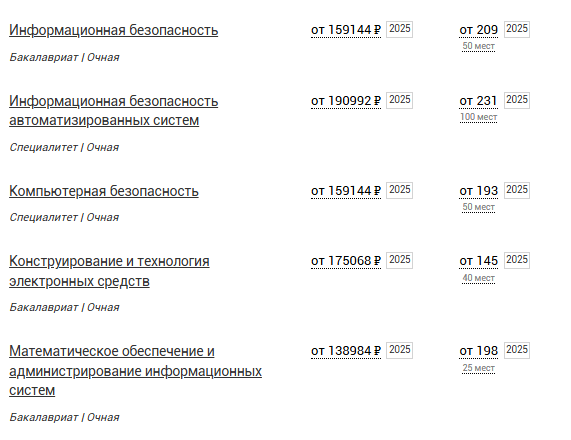 Информационная безопасность от 159144 ₽ 2025 от 209 2025
50 мест
Бакалавриат | Очная
Информационная безопасность от 190992 ₽ 2025 от 231 2025
автоматизированных систем 100 мест
Специалитет | Очная
Компьютерная безопасность от 159144 ₽ 2025 от 193 2025
50 мест
Специалитет | Очная
Конструирование и технология от 175068 ₽ 2025 от 145 2025
электронных средств 40 мест
Бакалавриат | Очная
Математическое обеспечение и от 138984 ₽ 2025 от 198 2025
администрирование информационных 25 мест
систем
Бакалавриат | Очная